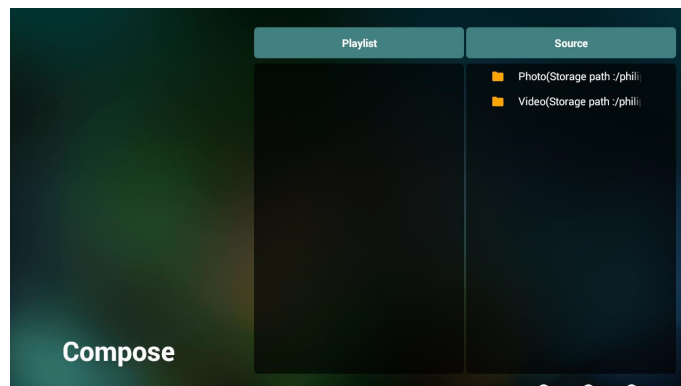 Playlist
Source
Photo(Storage path :/phili
Video(Storage path :/phili
Compose